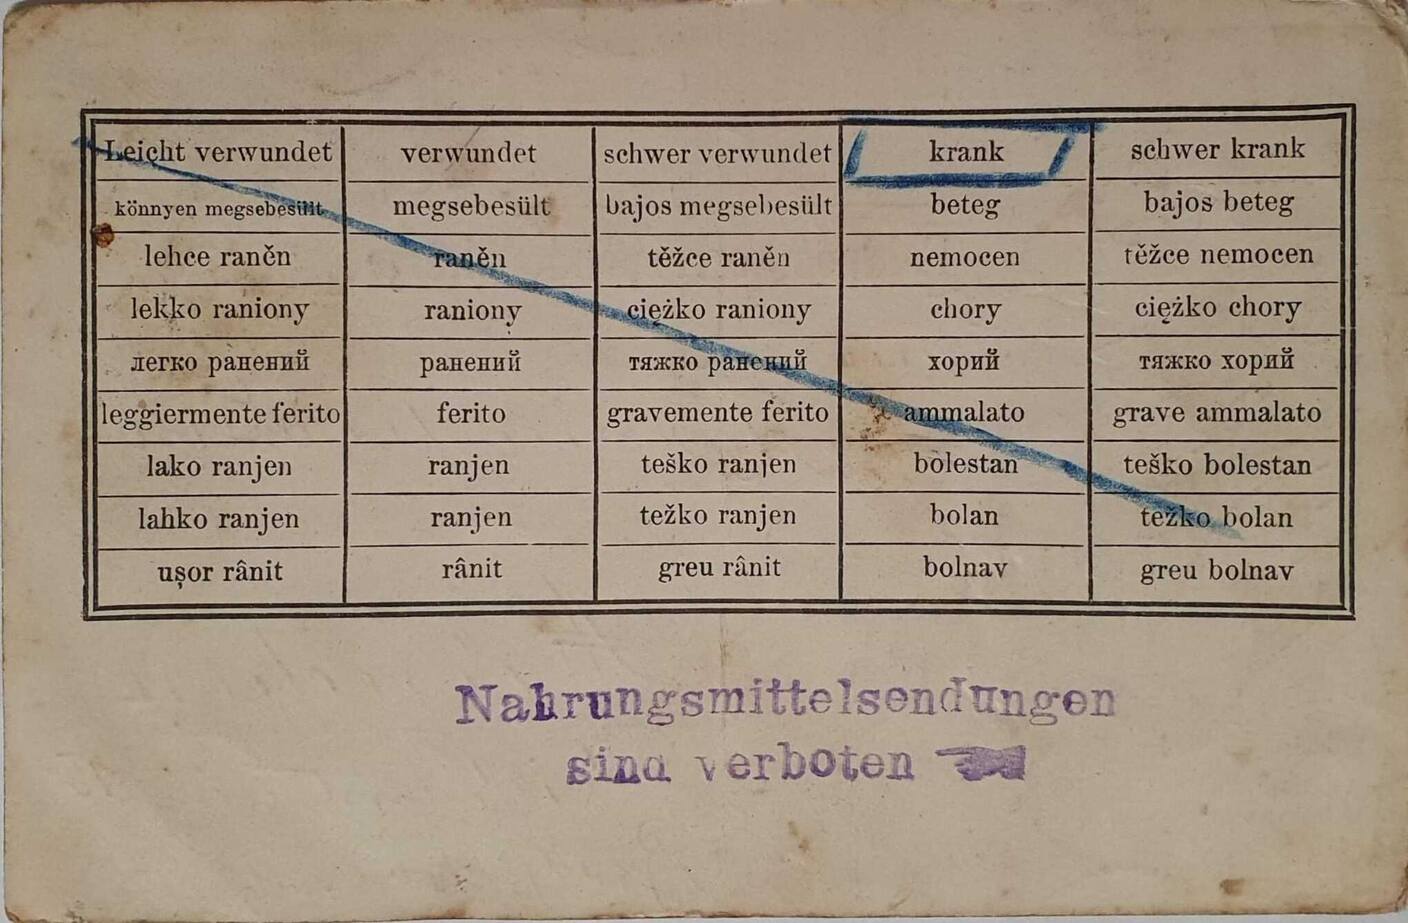 Leicht verwundet verwundet schwer verwundet krank schwer krank
könnyen megsebesült megsebesült bajos megsebesült beteg bajos beteg
lehce raněn raněn těžce raněn nemocen těžce nemocen
lekko raniony raniony ciężko raniony chory ciężko chory
легко ранений ранений тяжко ранений хорий тяжко хорий
leggiermente ferito ferito gravemente ferito ammalato grave ammalato
lako ranjen ranjen teško ranjen bolestan teško bolestan
lahko ranjen ranjen težko ranjen bolan težko bolan
ușor rânit rânit greu rânit bolnav greu bolnav
Nahrungsmittelsendungen
sind verboten